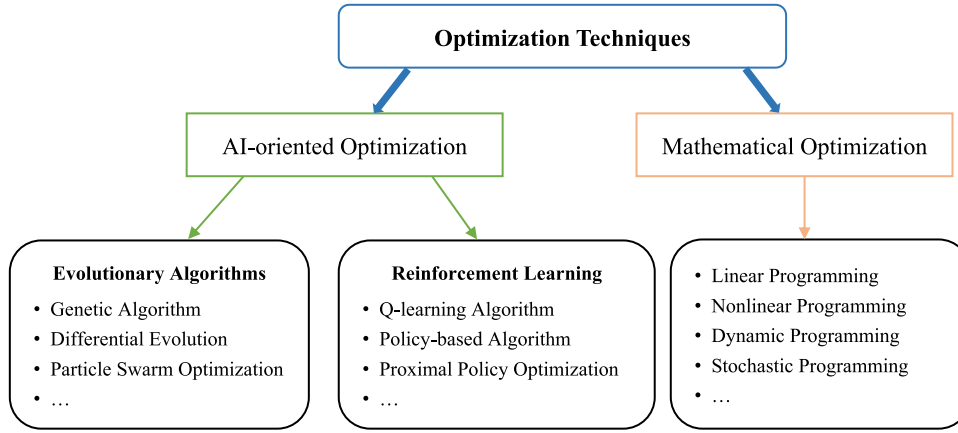 Optimization Techniques
AI-oriented Optimization
Mathematical Optimization
Evolutionary Algorithms
• Genetic Algorithm
• Differential Evolution
• Particle Swarm Optimization
• …
Reinforcement Learning
• Q-learning Algorithm
• Policy-based Algorithm
• Proximal Policy Optimization
• …
• Linear Programming
• Nonlinear Programming
• Dynamic Programming
• Stochastic Programming
• …